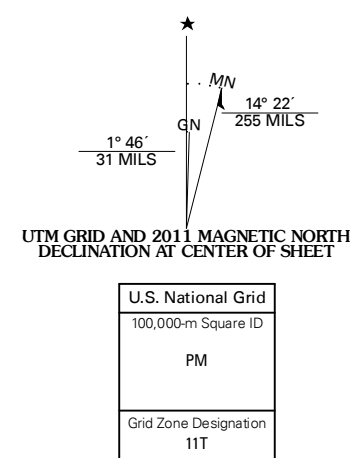 ★
MN
GN
14° 22´
255 MILS
1° 46´
31 MILS
UTM GRID AND 2011 MAGNETIC NORTH
DECLINATION AT CENTER OF SHEET
U.S. National Grid
100,000-m Square ID
PM
Grid Zone Designation
11T